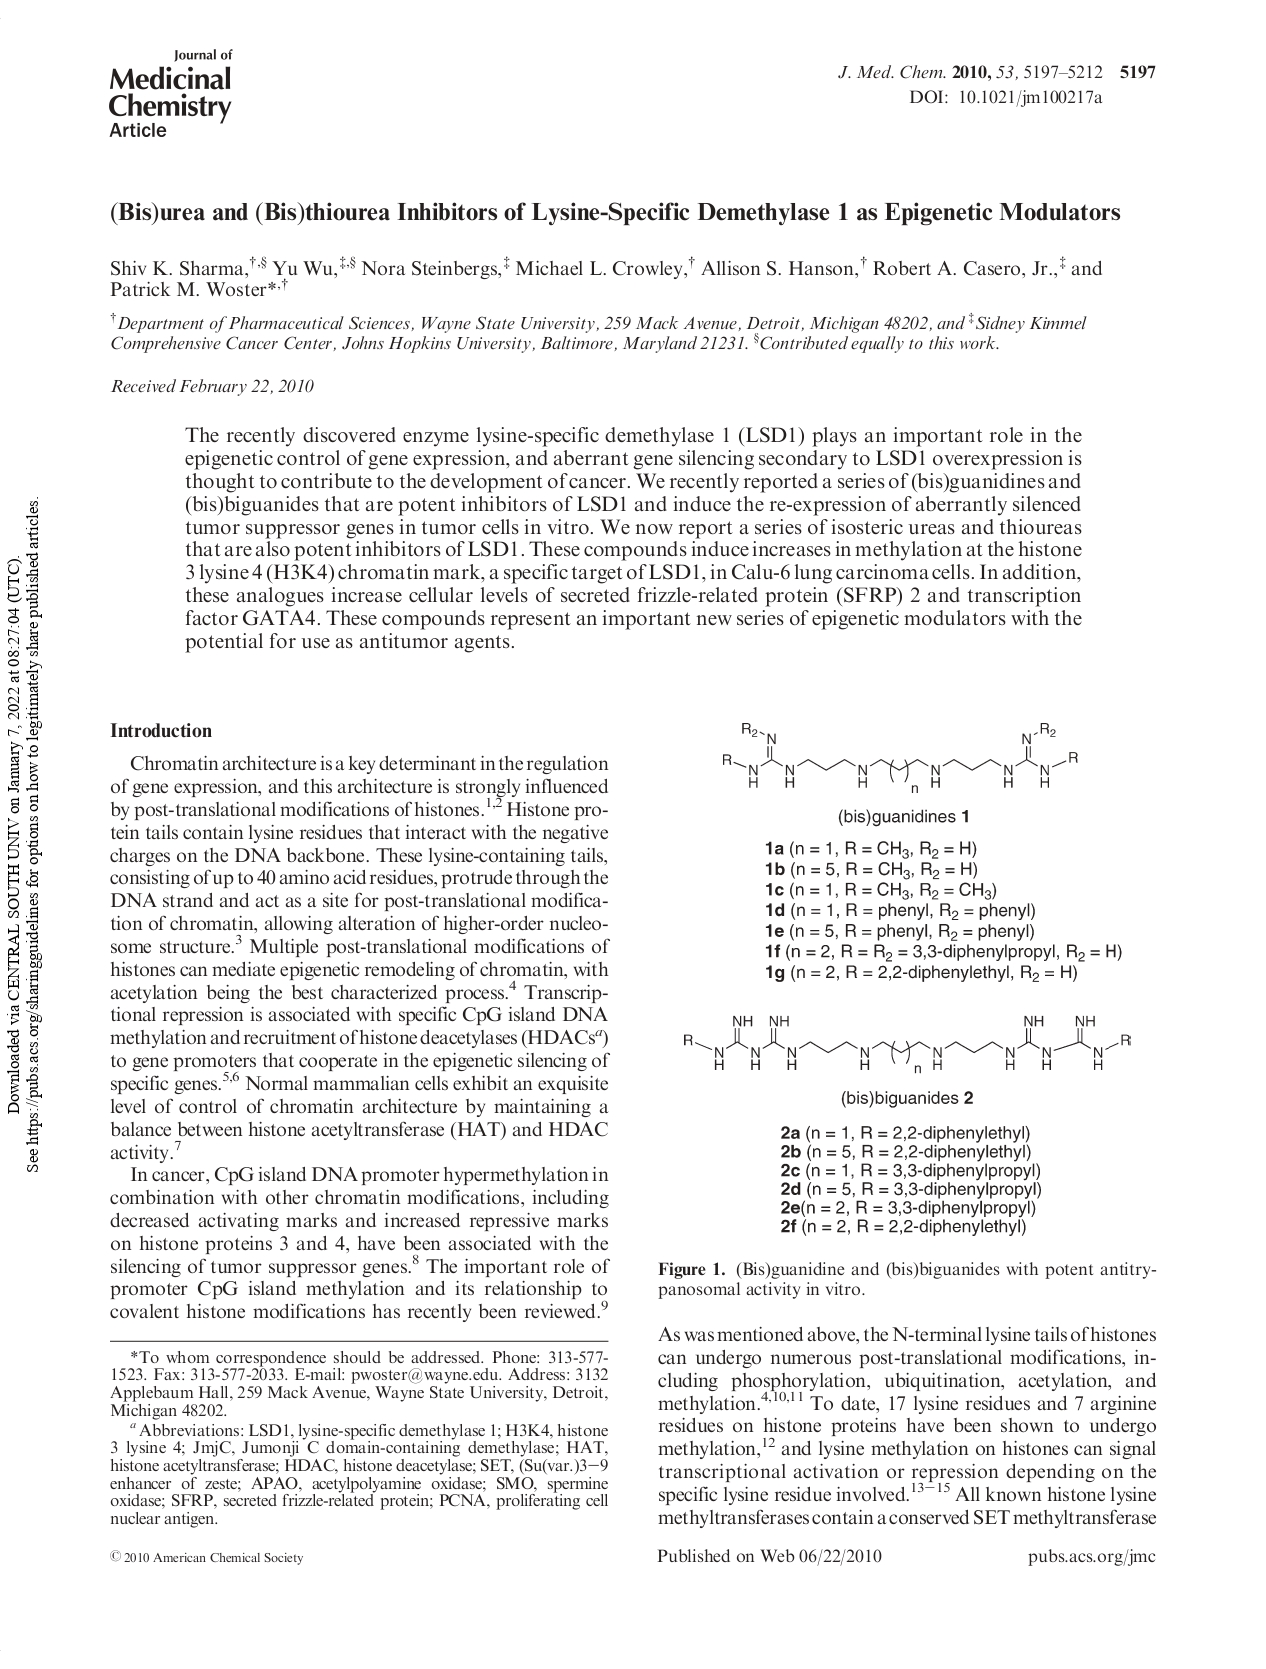 Journal of
Medicinal
Chemistry
Article
J. Med. Chem. 2010, 53, 5197–5212 5197
DOI: 10.1021/jm100217a
(Bis)urea and (Bis)thiourea Inhibitors of Lysine-Specific Demethylase 1 as Epigenetic Modulators
Shiv K. Sharma,†,§ Yu Wu,‡,§ Nora Steinbergs,‡ Michael L. Crowley,† Allison S. Hanson,† Robert A. Casero, Jr.,‡ and
Patrick M. Woster*,†
†Department of Pharmaceutical Sciences, Wayne State University, 259 Mack Avenue, Detroit, Michigan 48202, and ‡Sidney Kimmel
Comprehensive Cancer Center, Johns Hopkins University, Baltimore, Maryland 21231. §Contributed equally to this work.
Received February 22, 2010
The recently discovered enzyme lysine-specific demethylase 1 (LSD1) plays an important role in the
epigenetic control of gene expression, and aberrant gene silencing secondary to LSD1 overexpression is
thought to contribute to the development of cancer. We recently reported a series of (bis)guanidines and
(bis)biguanides that are potent inhibitors of LSD1 and induce the re-expression of aberrantly silenced
tumor suppressor genes in tumor cells in vitro. We now report a series of isosteric ureas and thioureas
that are also potent inhibitors of LSD1. These compounds induce increases in methylation at the histone
3 lysine 4 (H3K4) chromatin mark, a specific target of LSD1, in Calu-6 lung carcinoma cells. In addition,
these analogues increase cellular levels of secreted frizzle-related protein (SFRP) 2 and transcription
factor GATA4. These compounds represent an important new series of epigenetic modulators with the
potential for use as antitumor agents.
Introduction
Chromatin architecture is a key determinant in the regulation
of gene expression, and this architecture is strongly influenced
by post-translational modifications of histones.1,2 Histone pro-
tein tails contain lysine residues that interact with the negative
charges on the DNA backbone. These lysine-containing tails,
consisting of up to 40 amino acid residues, protrude through the
DNA strand and act as a site for post-translational modifica-
tion of chromatin, allowing alteration of higher-order nucleo-
some structure.3 Multiple post-translational modifications of
histones can mediate epigenetic remodeling of chromatin, with
acetylation being the best characterized process.4 Transcrip-
tional repression is associated with specific CpG island DNA
methylation and recruitment of histone deacetylases (HDACsa)
to gene promoters that cooperate in the epigenetic silencing of
specific genes.5,6 Normal mammalian cells exhibit an exquisite
level of control of chromatin architecture by maintaining a
balance between histone acetyltransferase (HAT) and HDAC
activity.7
In cancer, CpG island DNA promoter hypermethylation in
combination with other chromatin modifications, including
decreased activating marks and increased repressive marks
on histone proteins 3 and 4, have been associated with the
silencing of tumor suppressor genes.8 The important role of
promoter CpG island methylation and its relationship to
covalent histone modifications has recently been reviewed.9
*To whom correspondence should be addressed. Phone: 313-577-
1523. Fax: 313-577-2033. E-mail: pwoster@wayne.edu. Address: 3132
Applebaum Hall, 259 Mack Avenue, Wayne State University, Detroit,
Michigan 48202.
a Abbreviations: LSD1, lysine-specific demethylase 1; H3K4, histone
3 lysine 4; JmjC, Jumonji C domain-containing demethylase; HAT,
histone acetyltransferase; HDAC, histone deacetylase; SET, (Su(var.)3−9
enhancer of zeste; APAO, acetylpolyamine oxidase; SMO, spermine
oxidase; SFRP, secreted frizzle-related protein; PCNA, proliferating cell
nuclear antigen.
R2 N N R2
R N H N H N H n N H N H N H R
(bis)guanidines 1
1a (n = 1, R = CH3, R2 = H)
1b (n = 5, R = CH3, R2 = H)
1c (n = 1, R = CH3, R2 = CH3)
1d (n = 1, R = phenyl, R2 = phenyl)
1e (n = 5, R = phenyl, R2 = phenyl)
1f (n = 2, R = R2 = 3,3-diphenylpropyl, R2 = H)
1g (n = 2, R = 2,2-diphenylethyl, R2 = H)
NH NH NH NH
R N H N H N H N H n N H N H N H N H R
(bis)biguanides 2
2a (n = 1, R = 2,2-diphenylethyl)
2b (n = 5, R = 2,2-diphenylethyl)
2c (n = 1, R = 3,3-diphenylpropyl)
2d (n = 5, R = 3,3-diphenylpropyl)
2e(n = 2, R = 3,3-diphenylpropyl)
2f (n = 2, R = 2,2-diphenylethyl)
Figure 1. (Bis)guanidine and (bis)biguanides with potent antitry-
panosomal activity in vitro.
As was mentioned above, the N-terminal lysine tails of histones
can undergo numerous post-translational modifications, in-
cluding phosphorylation, ubiquitination, acetylation, and
methylation.4,10,11 To date, 17 lysine residues and 7 arginine
residues on histone proteins have been shown to undergo
methylation,12 and lysine methylation on histones can signal
transcriptional activation or repression depending on the
specific lysine residue involved.13−15 All known histone lysine
methyltransferases contain a conserved SET methyltransferase
© 2010 American Chemical Society
Published on Web 06/22/2010
pubs.acs.org/jmc
Downloaded via CENTRAL SOUTH UNIV on January 7, 2022 at 08:27:04 (UTC).
See https://pubs.acs.org/sharingguidelines for options on how to legitimately share published articles.